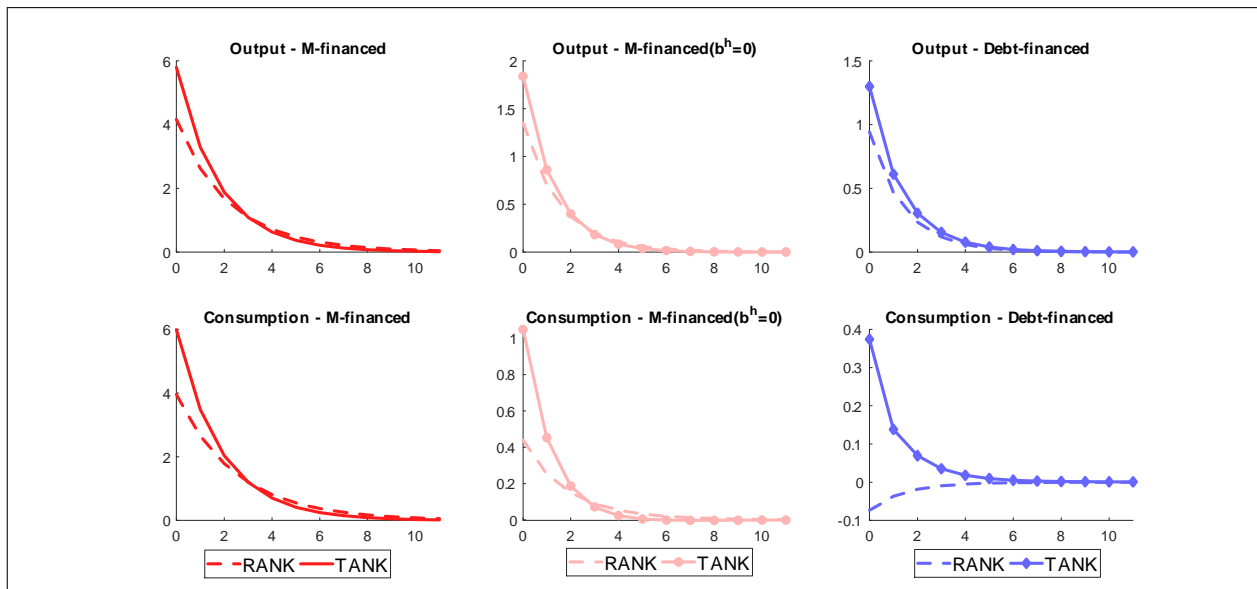 Output - M-financed
Output - M-financed(b^h=0)
Output - Debt-financed
6
4
2
0
0 2 4 6 8 10
2
1.5
1
0.5
0
0 2 4 6 8 10
1.5
1
0.5
0
0 2 4 6 8 10
Consumption - M-financed
Consumption - M-financed(b^h=0)
Consumption - Debt-financed
6
4
2
0
0 2 4 6 8 10
1
0.8
0.6
0.4
0.2
0
0 2 4 6 8 10
0.4
0.3
0.2
0.1
0
-0.1
0 2 4 6 8 10
RANK TANK
RANK TANK
RANK TANK